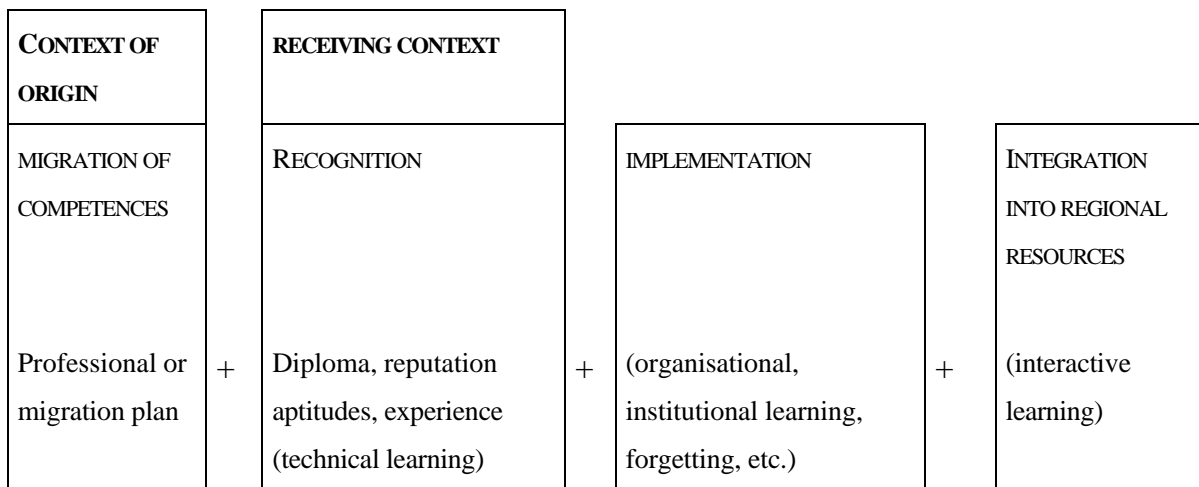 CONTEXT OF
ORIGIN
RECEIVING CONTEXT
MIGRATION OF
COMPETENCES
RECOGNITION
IMPLEMENTATION
INTEGRATION
INTO REGIONAL
RESOURCES
Professional or
migration plan
+
Diploma, reputation
aptitudes, experience
(technical learning)
+
(organisational,
institutional learning,
forgetting, etc.)
+
(interactive
learning)